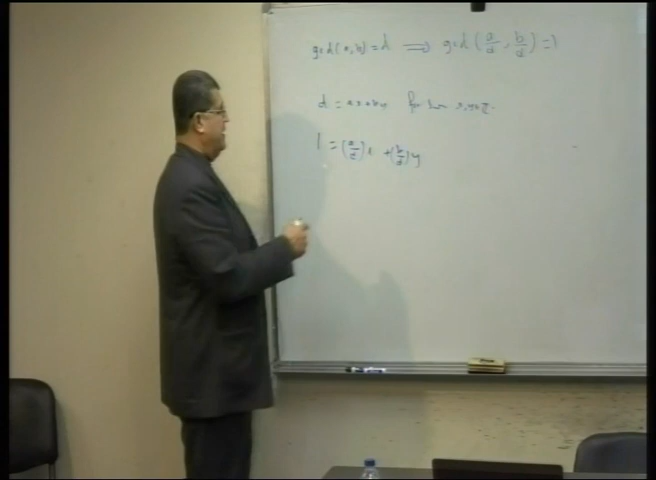 gcd(a,b)=d ⟹ gcd(a/d, b/d)=1
d = ax+by for some x,y∈Z.
1 = (a/d)x + (b/d)y